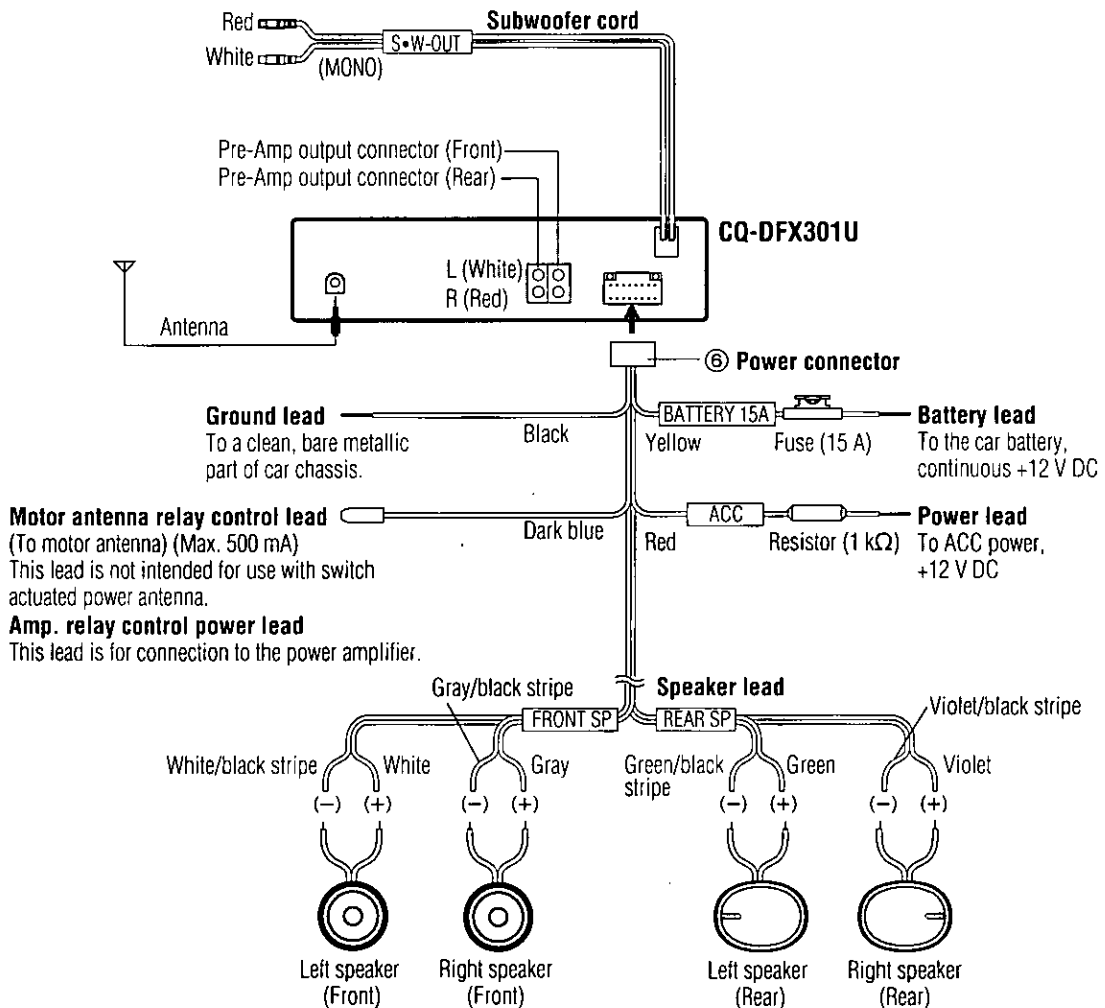 Red
Subwoofer cord
S•W-OUT
White
(MONO)
Pre-Amp output connector (Front)
Pre-Amp output connector (Rear)
CQ-DFX301U
L (White)
R (Red)
Antenna
⑥ Power connector
Ground lead
To a clean, bare metallic
part of car chassis.
Black
BATTERY 15A
Yellow
Fuse (15 A)
Battery lead
To the car battery,
continuous +12 V DC
Motor antenna relay control lead
(To motor antenna) (Max. 500 mA)
This lead is not intended for use with switch
actuated power antenna.
Dark blue
ACC
Red
Resistor (1 kΩ)
Power lead
To ACC power,
+12 V DC
Amp. relay control power lead
This lead is for connection to the power amplifier.
Gray/black stripe
Speaker lead
Violet/black stripe
FRONT SP
REAR SP
White/black stripe
White
Gray
Green/black
stripe
Green
Violet
(−) (+)
(−) (+)
(−) (+)
(−) (+)
Left speaker
(Front)
Right speaker
(Front)
Left speaker
(Rear)
Right speaker
(Rear)